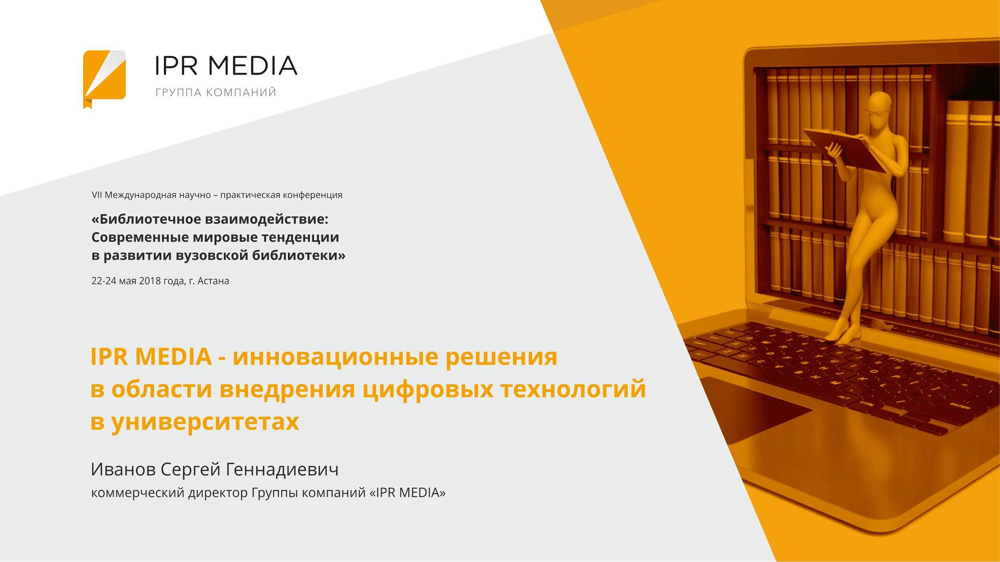 IPR MEDIA
ГРУППА КОМПАНИЙ
VII Международная научно – практическая конференция
«Библиотечное взаимодействие:
Современные мировые тенденции
в развитии вузовской библиотеки»
22-24 мая 2018 года, г. Астана
IPR MEDIA - инновационные решения
в области внедрения цифровых технологий
в университетах
Иванов Сергей Геннадиевич
коммерческий директор Группы компаний «IPR MEDIA»